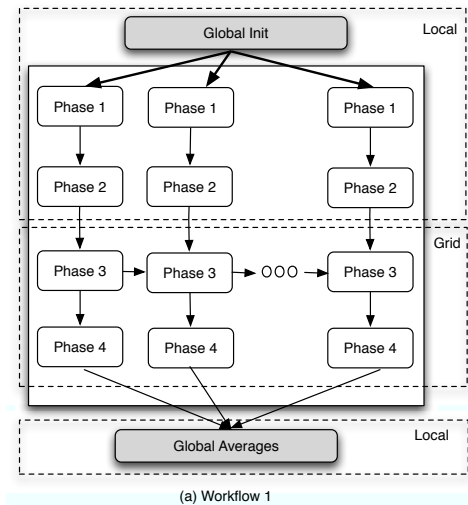 Global Init
Local
Phase 1
Phase 1
Phase 1
Phase 2
Phase 2
Phase 2
Grid
Phase 3
Phase 3
Phase 3
Phase 4
Phase 4
Phase 4
Local
Global Averages
(a) Workflow 1